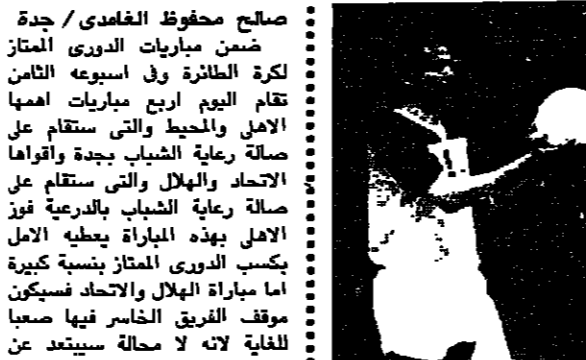 صالح محفوظ الغامدى / جدة
ضمن مباريات الدورى الممتاز
لكرة الطائرة وفى اسبوعه الثامن
تقام اليوم اربع مباريات اهمها
الاهلى والمحيط والتى ستقام على
صالة رعاية الشباب بجدة واقواها
الاتحاد والهلال والتى ستقام على
صالة رعاية الشباب بالدرعية فوز
الاهلى بهذه المباراة يعطيه الامل
بكسب الدورى الممتاز بنسبة كبيرة
اما مباراة الهلال والاتحاد فسيكون
موقف الفريق الخاسر فيها صعبا
للغاية لانه لا محالة سيبتعد عن